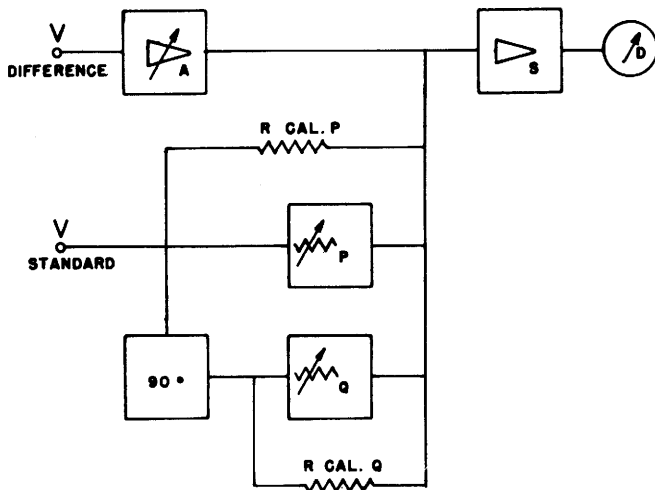 V
DIFFERENCE
A
S
D
R CAL. P
V
STANDARD
P
90°
Q
R CAL. Q